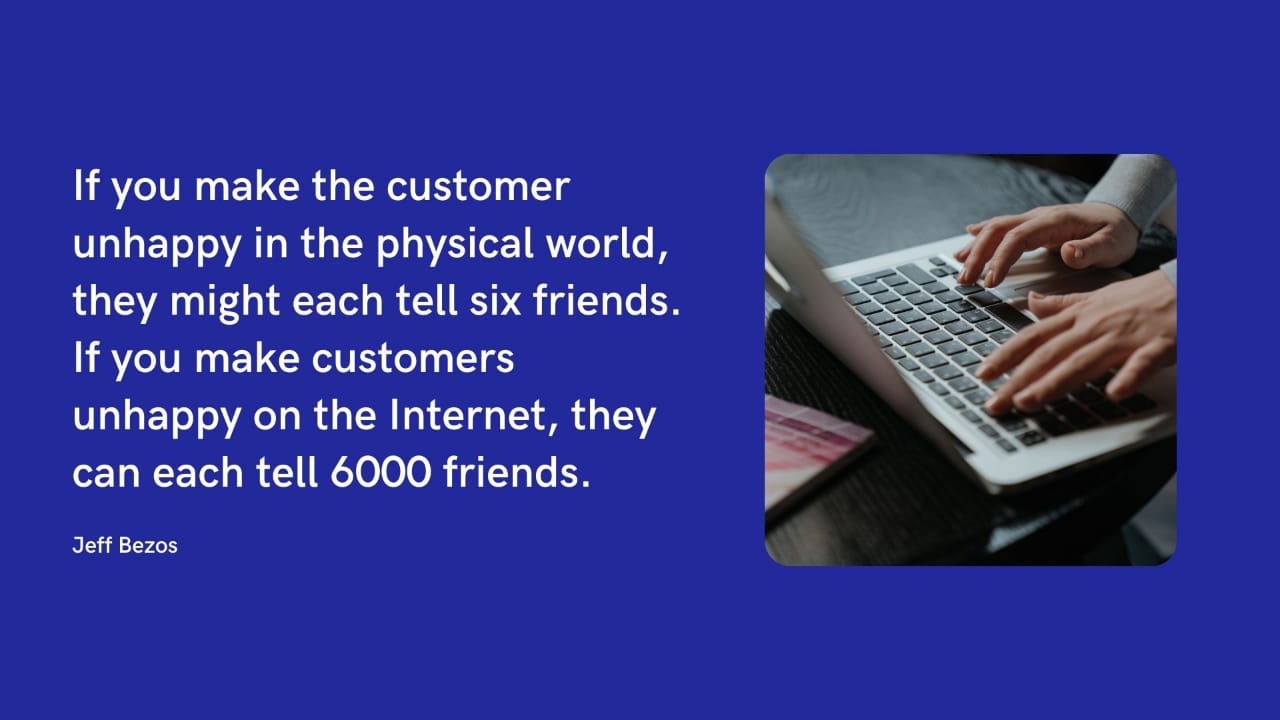 If you make the customer
unhappy in the physical world,
they might each tell six friends.
If you make customers
unhappy on the Internet, they
can each tell 6000 friends.
Jeff Bezos